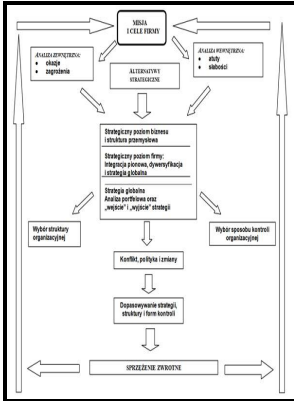 MISJA
I CELE FIRMY
ANALIZA ZEWNĘTRZNA:
● okazje
● zagrożenia
ANALIZA WEWNĘTRZNA:
● atuty
● słabości
ALTERNATYWY
STRATEGICZNE
Strategiczny poziom biznesu
i struktura przemysłowa
Strategiczny poziom firmy:
Integracja pionowa, dywersyfikacja
i strategia globalna
Strategia globalna
Analiza portfelowa oraz
„wejście” i „wyjście” strategii
Wybór struktury
organizacyjnej
Wybór sposobu kontroli
organizacyjnej
Konflikt, polityka i zmiany
Dopasowywanie strategii,
struktury i form kontroli
SPRZĘŻENIE ZWROTNE